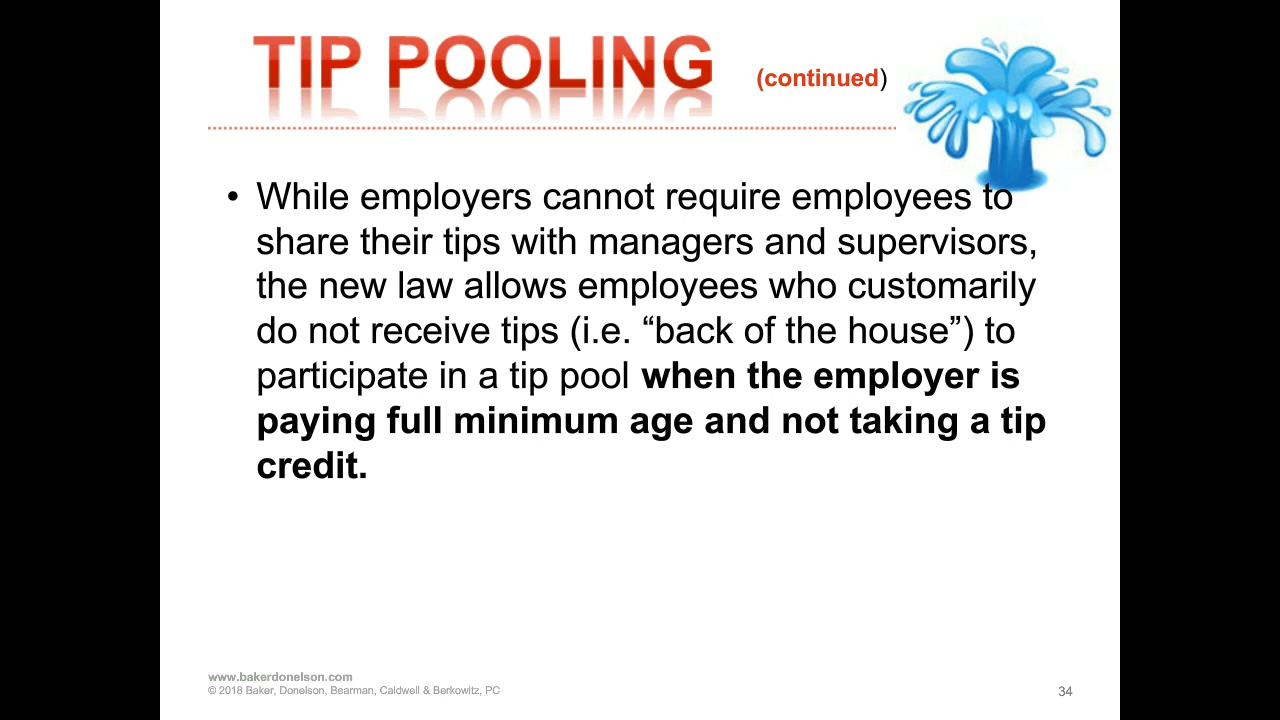 TIP POOLING (continued)
• While employers cannot require employees to
share their tips with managers and supervisors,
the new law allows employees who customarily
do not receive tips (i.e. “back of the house”) to
participate in a tip pool when the employer is
paying full minimum age and not taking a tip
credit.
www.bakerdonelson.com
© 2018 Baker, Donelson, Bearman, Caldwell & Berkowitz, PC
34